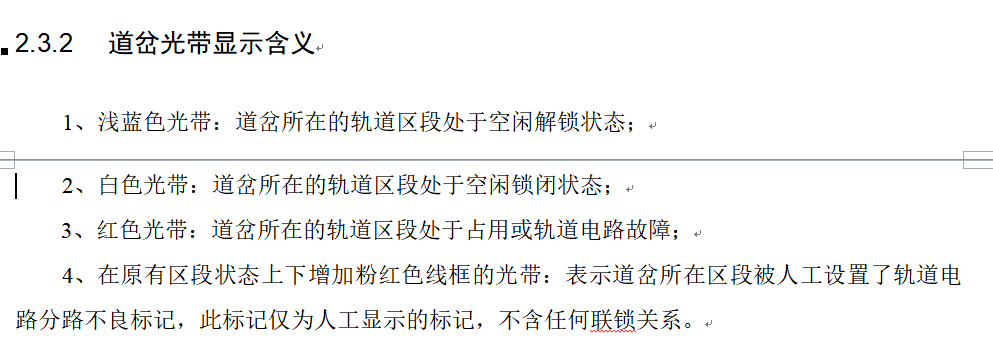 2.3.2 道岔光带显示含义
1、浅蓝色光带：道岔所在的轨道区段处于空闲解锁状态；
2、白色光带：道岔所在的轨道区段处于空闲锁闭状态；
3、红色光带：道岔所在的轨道区段处于占用或轨道电路故障；
4、在原有区段状态上下增加粉红色线框的光带：表示道岔所在区段被人工设置了轨道电
路分路不良标记，此标记仅为人工显示的标记，不含任何联锁关系。